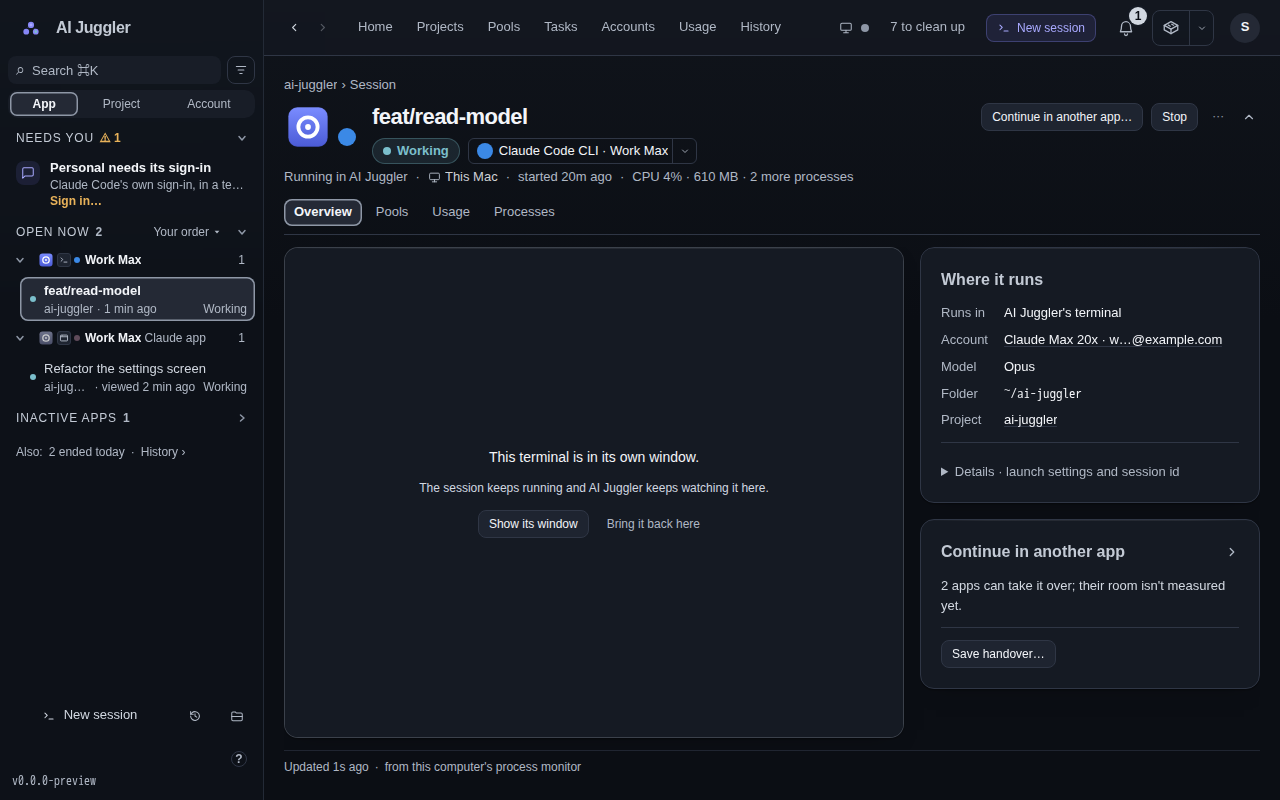 AI Juggler
Home Projects Pools Tasks Accounts Usage History
7 to clean up
New session
1
S
Search ⌘K
App Project Account
NEEDS YOU 1
Personal needs its sign-in
Claude Code's own sign-in, in a te…
Sign in…
OPEN NOW 2 Your order
Work Max 1
feat/read-model
ai-juggler · 1 min ago Working
Work Max Claude app 1
Refactor the settings screen
ai-jug… · viewed 2 min ago Working
INACTIVE APPS 1
Also: 2 ended today · History ›
New session
?
v0.0.0-preview
ai-juggler › Session
feat/read-model
Continue in another app…
Stop
Working
Claude Code CLI · Work Max
Running in AI Juggler · This Mac · started 20m ago · CPU 4% · 610 MB · 2 more processes
Overview Pools Usage Processes
This terminal is in its own window.
The session keeps running and AI Juggler keeps watching it here.
Show its window Bring it back here
Where it runs
Runs in AI Juggler's terminal
Account Claude Max 20x · w…@example.com
Model Opus
Folder ~/ai-juggler
Project ai-juggler
Details · launch settings and session id
Continue in another app
2 apps can take it over; their room isn't measured
yet.
Save handover…
Updated 1s ago · from this computer's process monitor